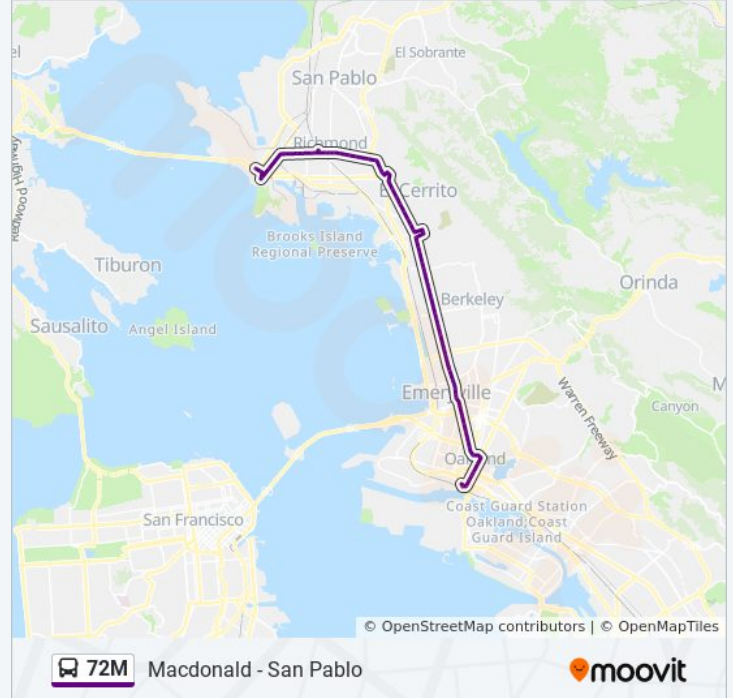 El Sobrante
San Pablo
Richmond
El Cerrito
Redwood Highway
Brooks Island
Regional Preserve
Tiburon
Orinda
Berkeley
Sausalito
Angel Island
Emeryville
Warren Freeway
Canyon
Oakland
Coast Guard Station
Oakland;Coast
Guard Island
San Francisco
© OpenStreetMap contributors | © OpenMapTiles
72M Macdonald - San Pablo
moovit